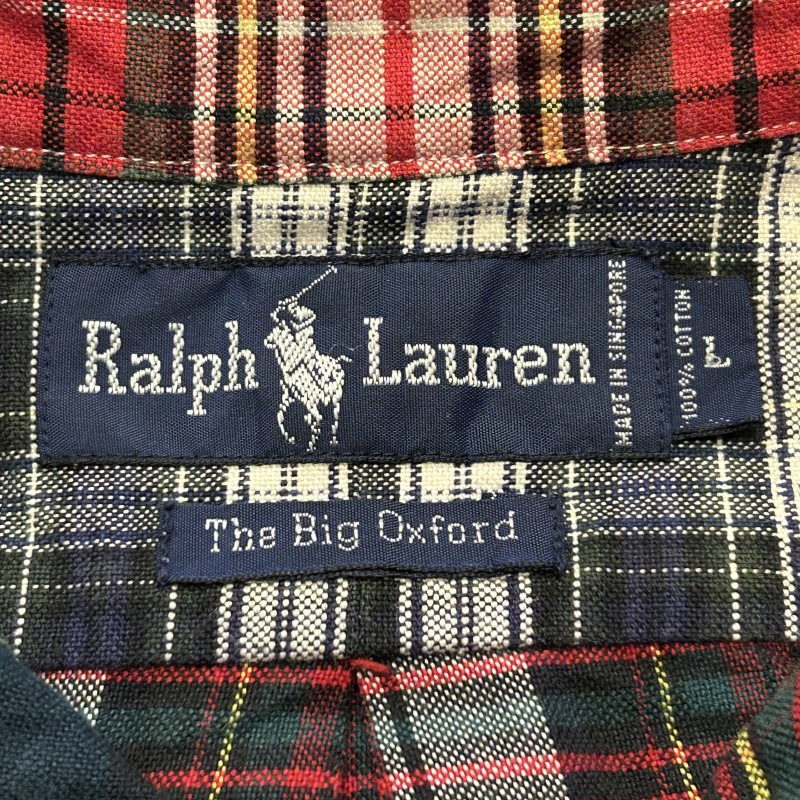 Ralph Lauren
MADE IN SINGAPORE
100% COTTON
L
The Big Oxford